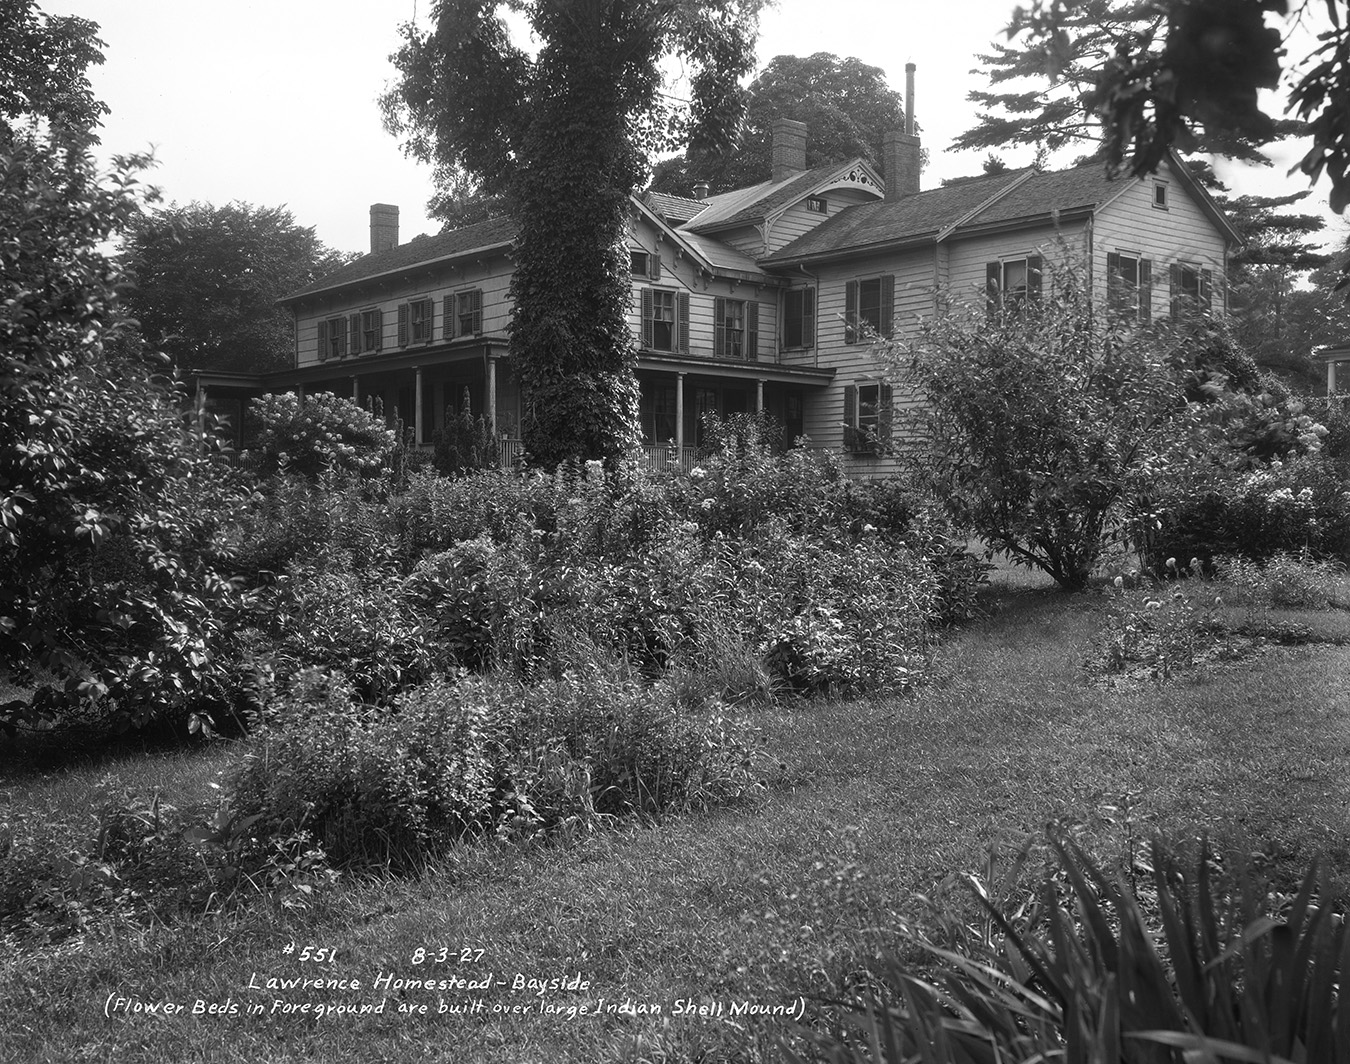 #551 8-3-27
Lawrence Homestead - Bayside.
(Flower Beds in Foreground are built over large Indian Shell Mound)